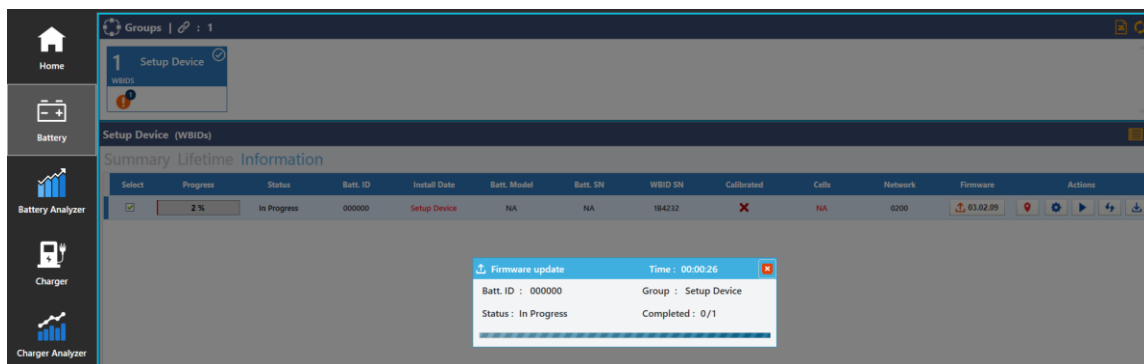 Home
Battery
Battery Analyzer
Charger
Charger Analyzer
Groups | : 1
1 Setup Device
WBIDS
1
Setup Device (WBIDs)
Summary Lifetime Information
Select Progress Status Batt. ID Install Date Batt. Model Batt. SN WBID SN Calibrated Cells Network Firmware Actions
2 % In Progress 000000 Setup Device NA NA 184232 NA 0200 03.02.09
Firmware update Time : 00:00:26
Batt. ID : 000000 Group : Setup Device
Status : In Progress Completed : 0/1